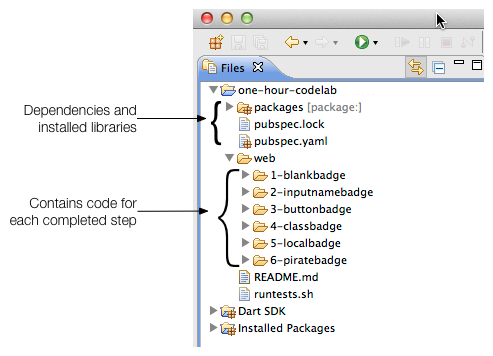 Files
one-hour-codelab
packages [package:]
Dependencies and
installed libraries
pubspec.lock
pubspec.yaml
web
1-blankbadge
2-inputnamebadge
Contains code for
each completed step
3-buttonbadge
4-classbadge
5-localbadge
6-piratebadge
README.md
runtests.sh
Dart SDK
Installed Packages